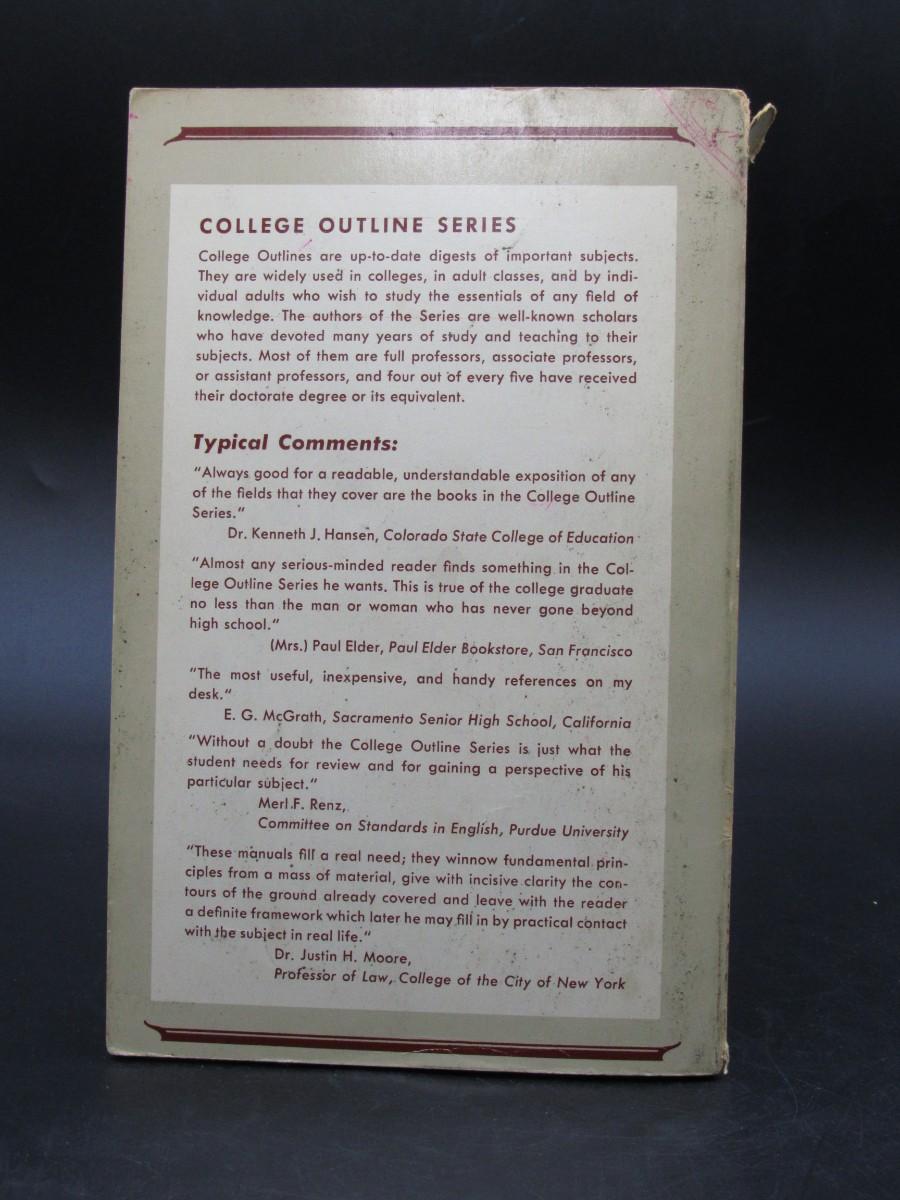 COLLEGE OUTLINE SERIES
College Outlines are up-to-date digests of important subjects.
They are widely used in colleges, in adult classes, and by indi-
vidual adults who wish to study the essentials of any field of
knowledge. The authors of the Series are well-known scholars
who have devoted many years of study and teaching to their
subjects. Most of them are full professors, associate professors,
or assistant professors, and four out of every five have received
their doctorate degree or its equivalent.
Typical Comments:
“Always good for a readable, understandable exposition of any
of the fields that they cover are the books in the College Outline
Series.”
Dr. Kenneth J. Hansen, Colorado State College of Education
“Almost any serious-minded reader finds something in the Col-
lege Outline Series he wants. This is true of the college graduate
no less than the man or woman who has never gone beyond
high school.”
(Mrs.) Paul Elder, Paul Elder Bookstore, San Francisco
“The most useful, inexpensive, and handy references on my
desk.”
E. G. McGrath, Sacramento Senior High School, California
“Without a doubt the College Outline Series is just what the
student needs for review and for gaining a perspective of his
particular subject.”
Merl F. Renz,
Committee on Standards in English, Purdue University
“These manuals fill a real need; they winnow fundamental prin-
ciples from a mass of material, give with incisive clarity the con-
tours of the ground already covered and leave with the reader
a definite framework which later he may fill in by practical contact
with the subject in real life.”
Dr. Justin H. Moore,
Professor of Law, College of the City of New York